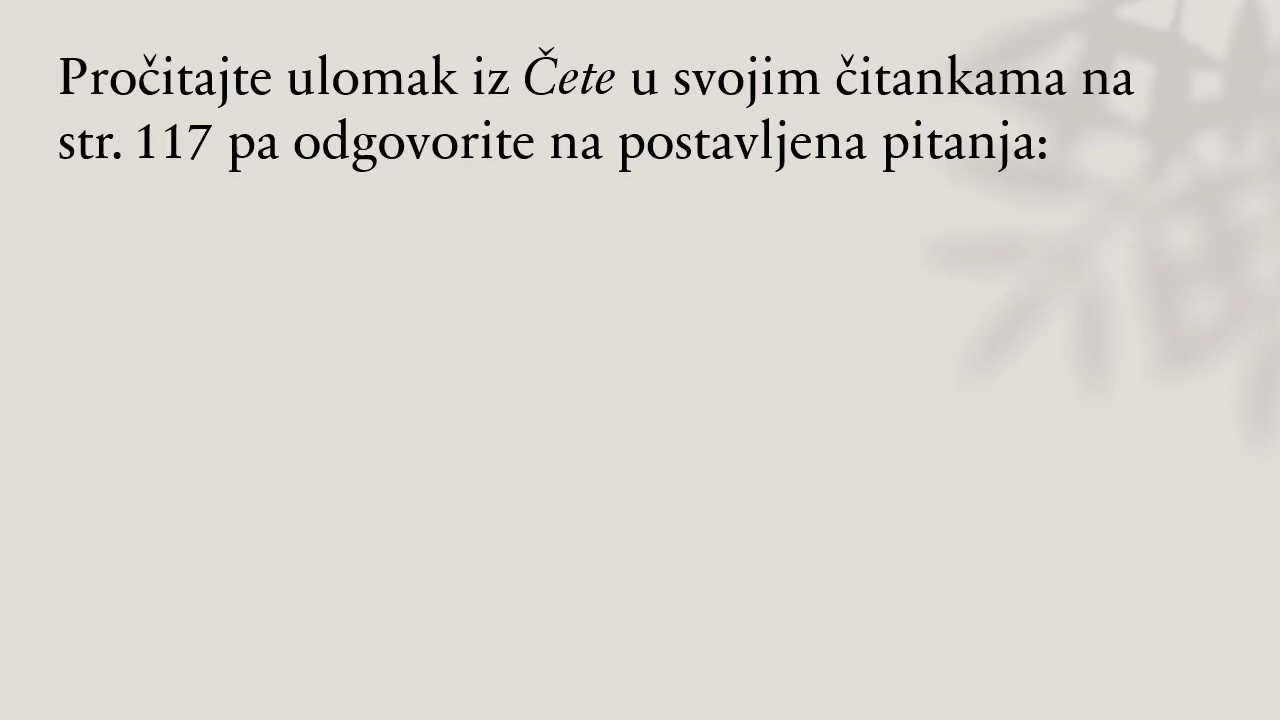 Pročitajte ulomak iz Čete u svojim čitankama na
str. 117 pa odgovorite na postavljena pitanja: